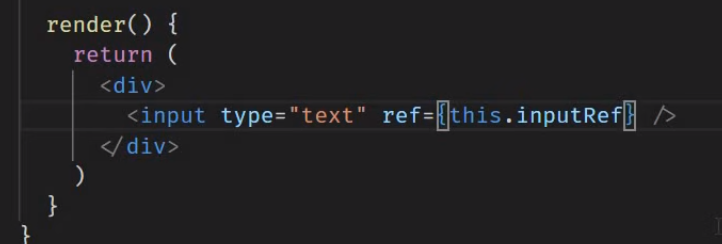 render() {
return (
<div>
<input type="text" ref={this.inputRef} />
</div>
)
}
}